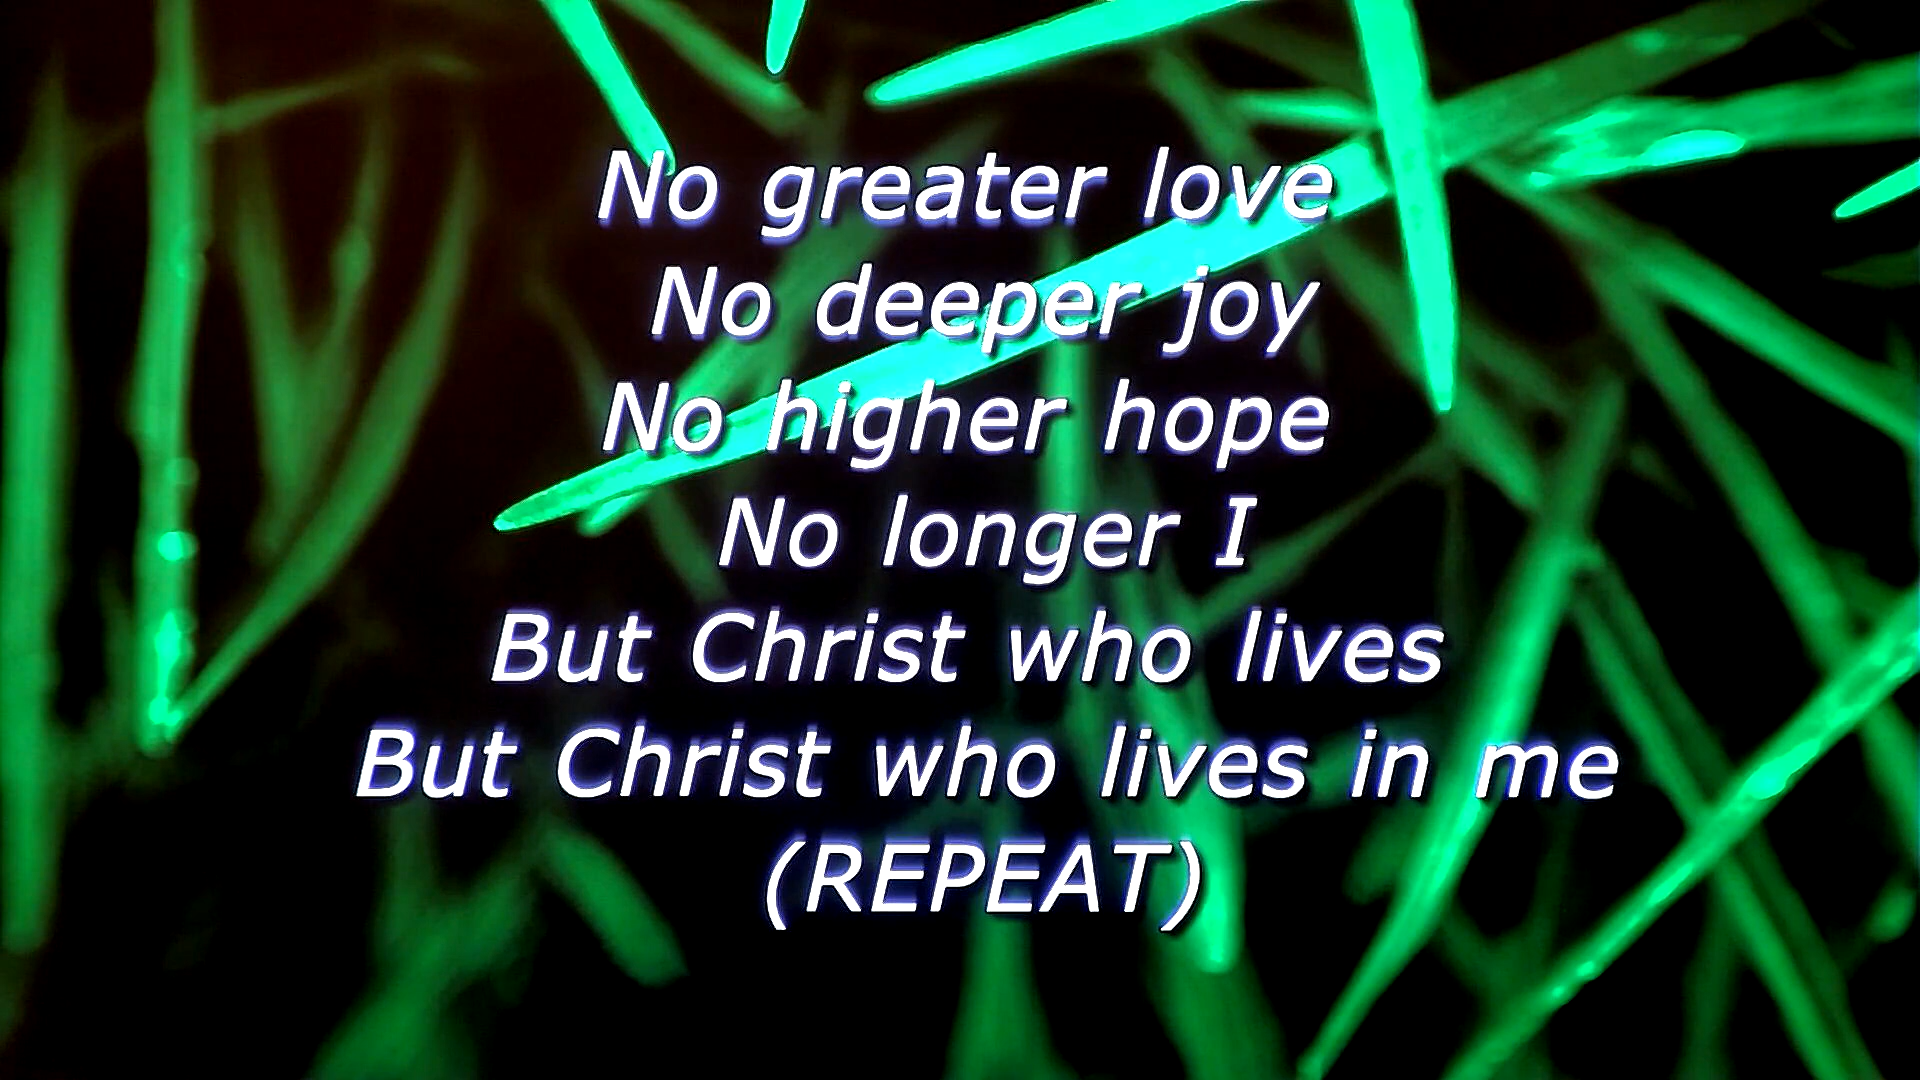 No greater love
No deeper joy
No higher hope
No longer I
But Christ who lives
But Christ who lives in me
(REPEAT)